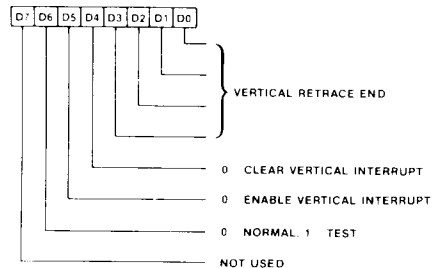 D7 D6 D5 D4 D3 D2 D1 D0
VERTICAL RETRACE END
0 CLEAR VERTICAL INTERRUPT
0 ENABLE VERTICAL INTERRUPT
0 NORMAL. 1 TEST
NOT USED